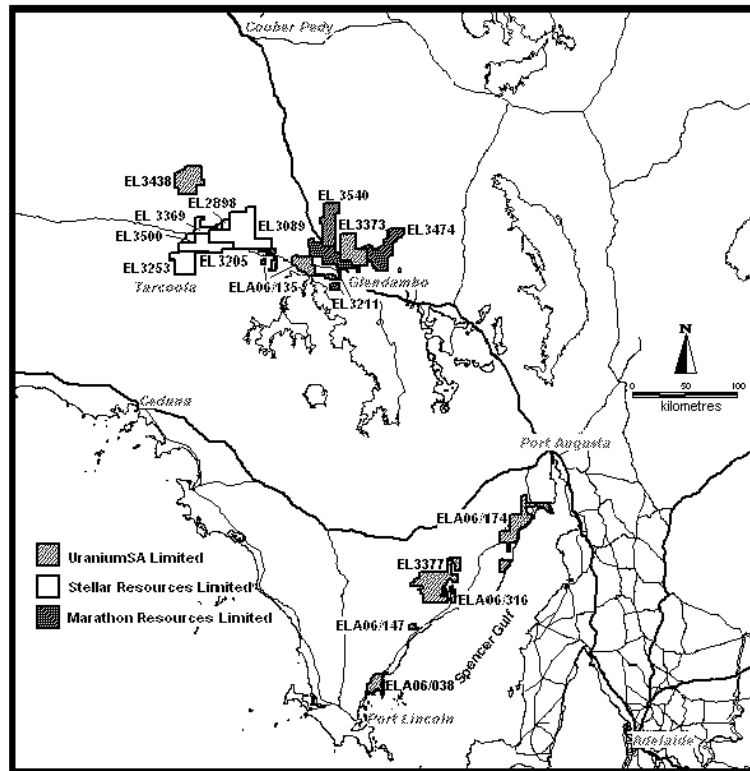 Coober Pedy
EL3438
EL2898
EL 3369
EL3500
EL3253
EL 3205
EL3089
EL 3540
EL3373
EL3474
Tarcoola
ELA06/135
Glendambo
EL3211
N
0 50 100
kilometres
Ceduna
Port Augusta
ELA06/174
EL3377
ELA06/316
ELA06/147
Spencer Gulf
ELA06/038
Port Lincoln
Adelaide
UraniumSA Limited
Stellar Resources Limited
Marathon Resources Limited